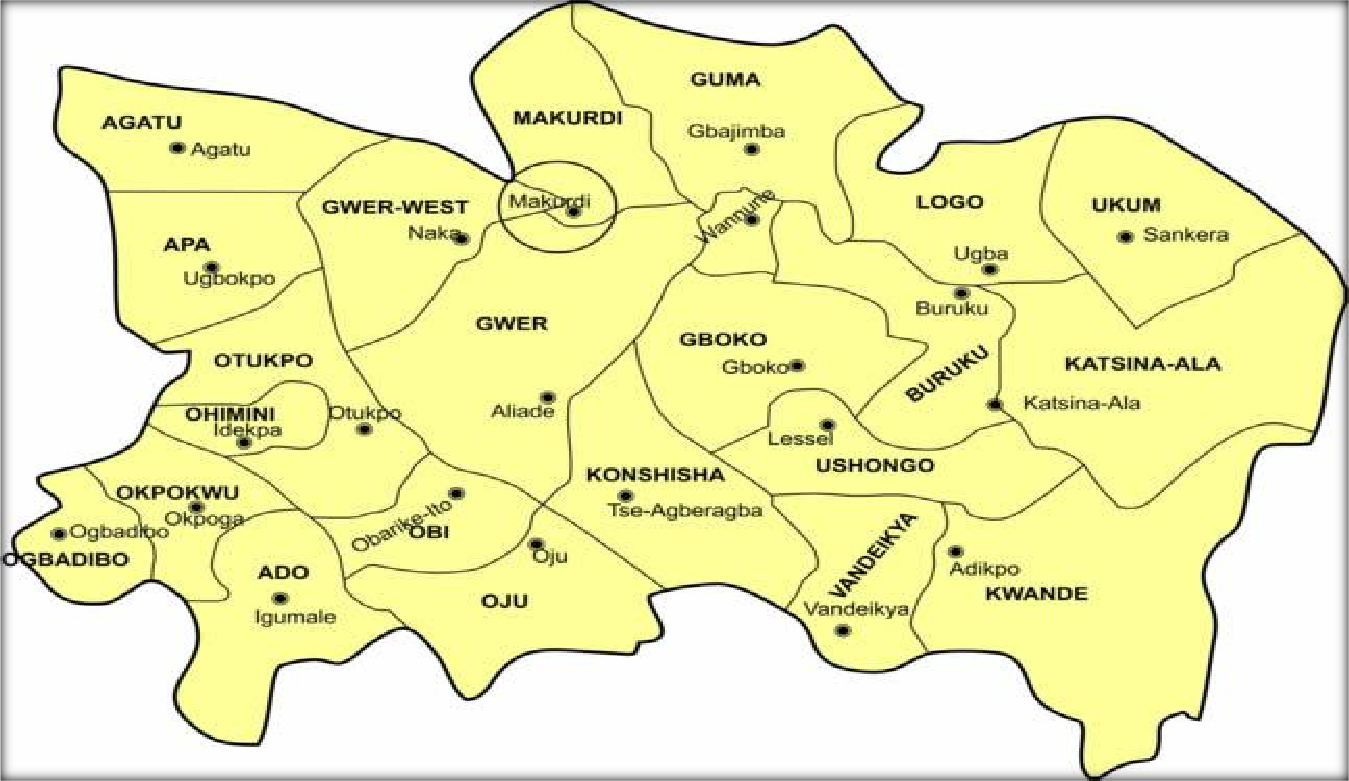 GUMA
MAKURDI
AGATU
Agatu
Gbajimba
GWER-WEST
Makurdi
Naka
Wannune
LOGO
UKUM
Sankera
APA
Ugbokpo
Ugba
Buruku
GWER
GBOKO
Gboko
BURUKU
KATSINA-ALA
Katsina-Ala
OTUKPO
OHIMINI
Idekpa
Otukpo
Aliade
Lessel
USHONGO
KONSHISHA
Tse-Agberagba
OKPOKWU
Okpoga
Ogbadibo
OGBADIBO
Obarike-Ito
OBI
Oju
OJU
ADO
Igumale
VANDEIKYA
Vandeikya
Adikpo
KWANDE